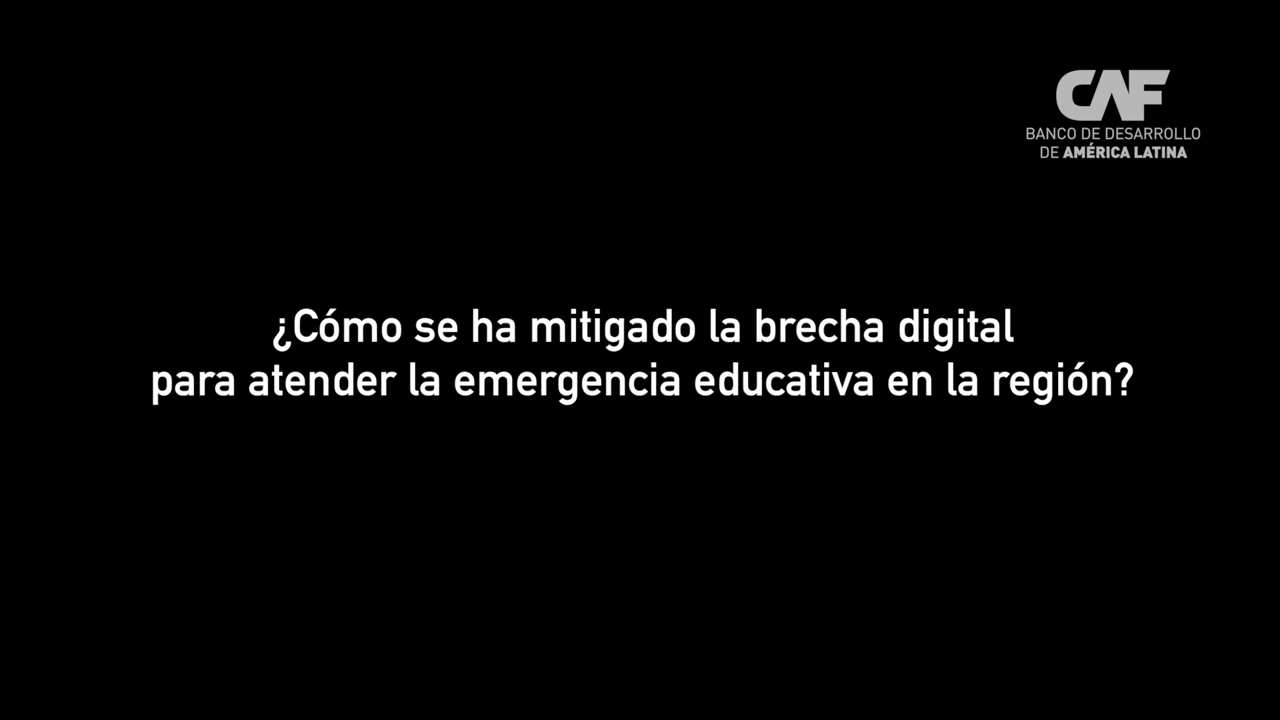 CAF
BANCO DE DESARROLLO
DE AMÉRICA LATINA
¿Cómo se ha mitigado la brecha digital
para atender la emergencia educativa en la región?